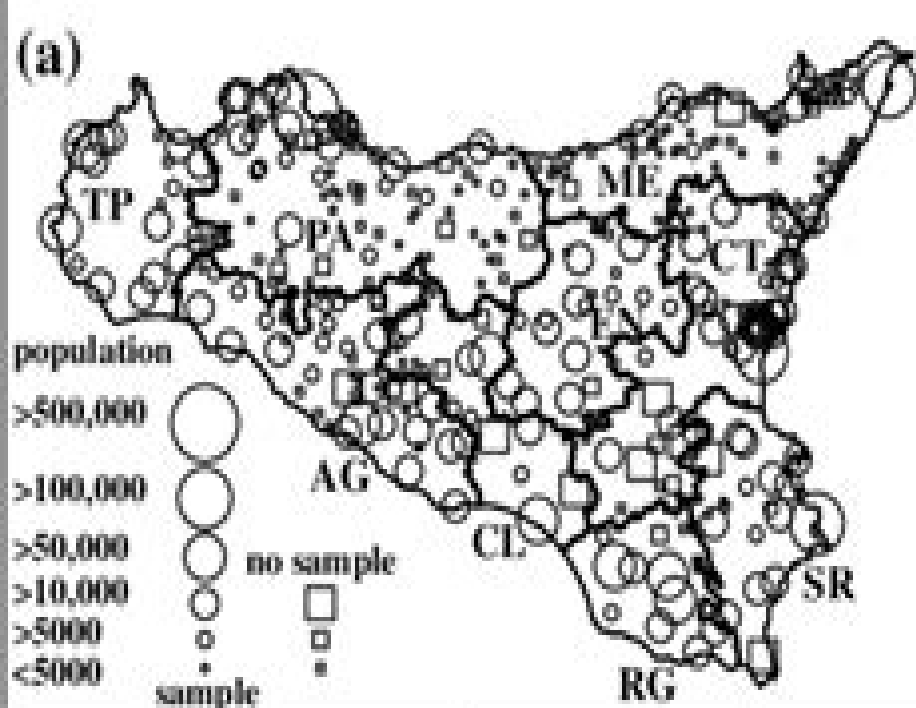 (a)
ME
TP
PA
CT
population
>500,000
AG
>100,000
CL
>50,000
no sample
SR
>10,000
>5000
RG
<5000
sample